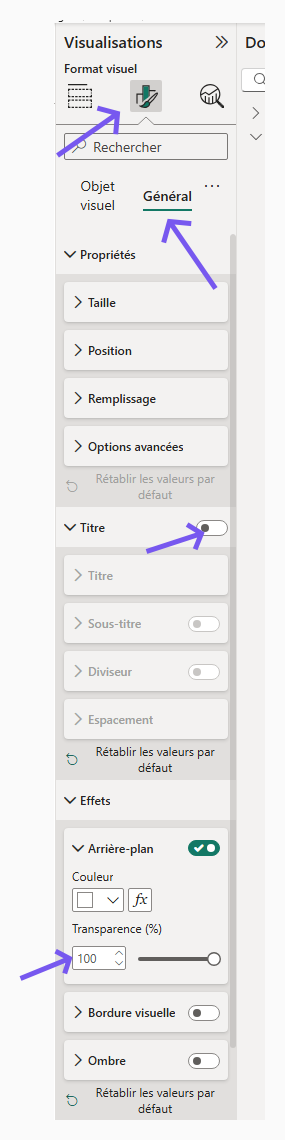 Visualisations
Do
Format visuel
Rechercher
Objet
visuel
Général
...
Propriétés
Taille
Position
Remplissage
Options avancées
Rétablir les valeurs par
défaut
Titre
Titre
Sous-titre
Diviseur
Espacement
Rétablir les valeurs par
défaut
Effets
Arrière-plan
Couleur
fx
Transparence (%)
100
Bordure visuelle
Ombre
Rétablir les valeurs par
défaut